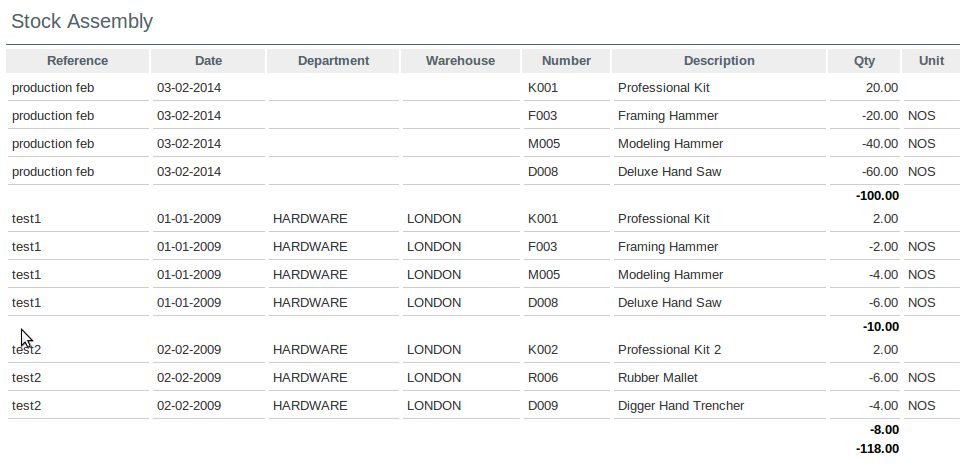 Stock Assembly
Reference Date Department Warehouse Number Description Qty Unit
production feb 03-02-2014 K001 Professional Kit 20.00
production feb 03-02-2014 F003 Framing Hammer -20.00 NOS
production feb 03-02-2014 M005 Modeling Hammer -40.00 NOS
production feb 03-02-2014 D008 Deluxe Hand Saw -60.00 NOS
-100.00
test1 01-01-2009 HARDWARE LONDON K001 Professional Kit 2.00
test1 01-01-2009 HARDWARE LONDON F003 Framing Hammer -2.00 NOS
test1 01-01-2009 HARDWARE LONDON M005 Modeling Hammer -4.00 NOS
test1 01-01-2009 HARDWARE LONDON D008 Deluxe Hand Saw -6.00 NOS
-10.00
test2 02-02-2009 HARDWARE LONDON K002 Professional Kit 2 2.00
test2 02-02-2009 HARDWARE LONDON R006 Rubber Mallet -6.00 NOS
test2 02-02-2009 HARDWARE LONDON D009 Digger Hand Trencher -4.00 NOS
-8.00
-118.00